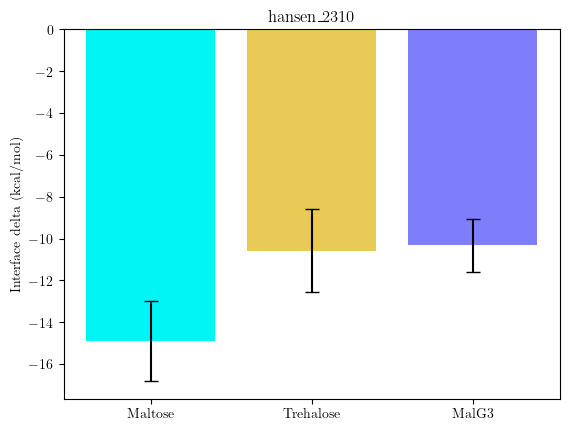 hansen_2310
Interface delta (kcal/mol)
0
−2
−4
−6
−8
−10
−12
−14
−16
Maltose
Trehalose
MalG3